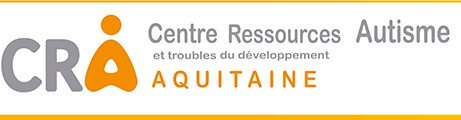 CRA
Centre Ressources Autisme
et troubles du développement
AQUITAINE